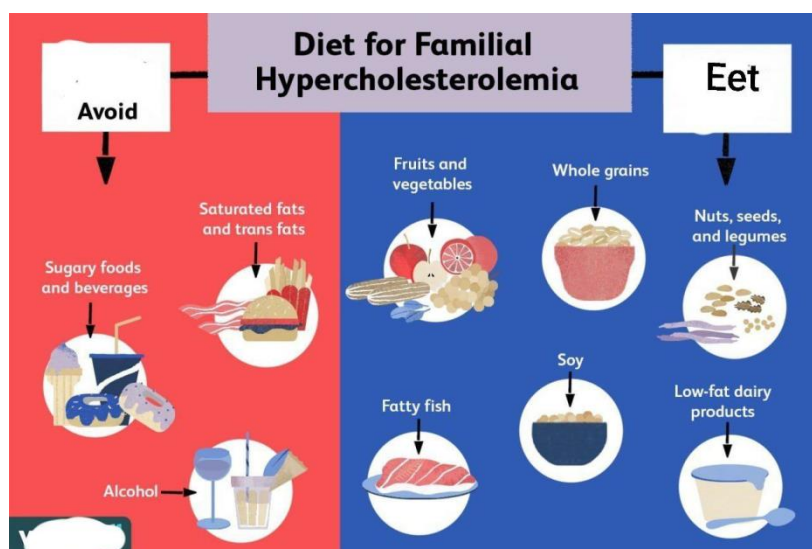 Diet for Familial
Hypercholesterolemia
Avoid
Eet
Saturated fats
and trans fats
Sugary foods
and beverages
Alcohol
Fruits and
vegetables
Whole grains
Nuts, seeds,
and legumes
Soy
Fatty fish
Low-fat dairy
products